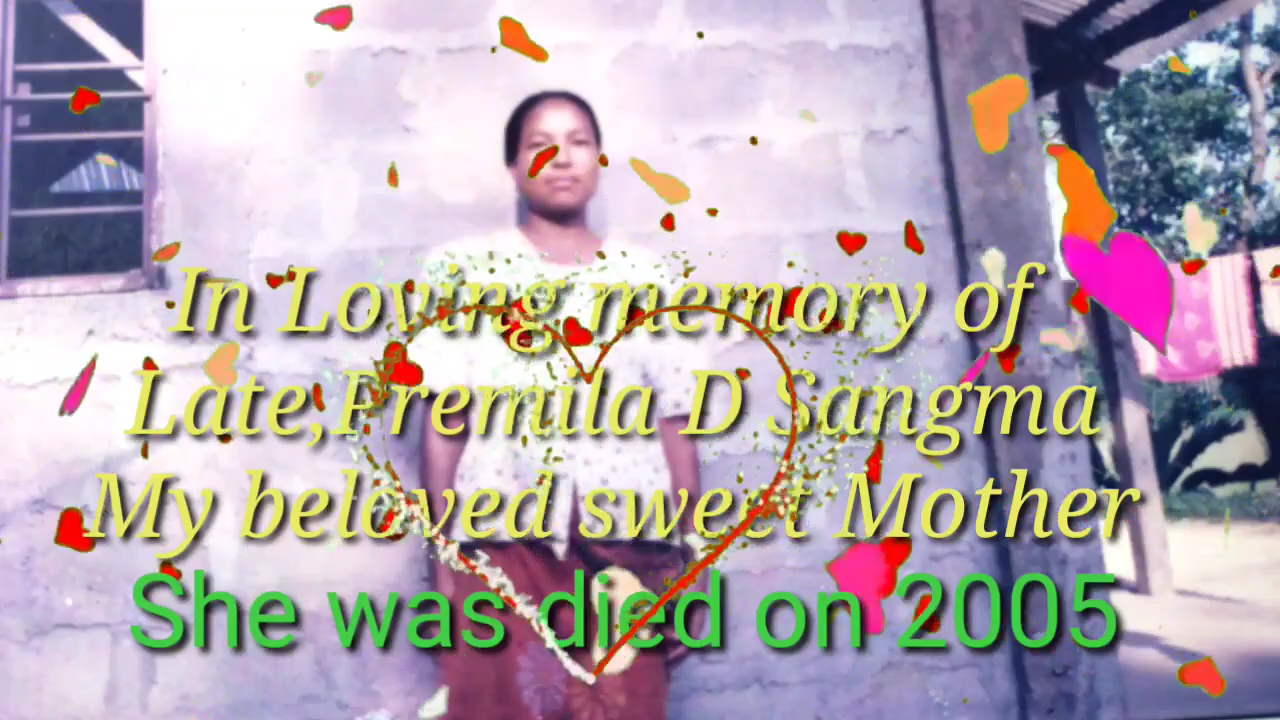 In Loving memory of
Late,Premila D Sangma
My beloved sweet Mother
She was died on 2005